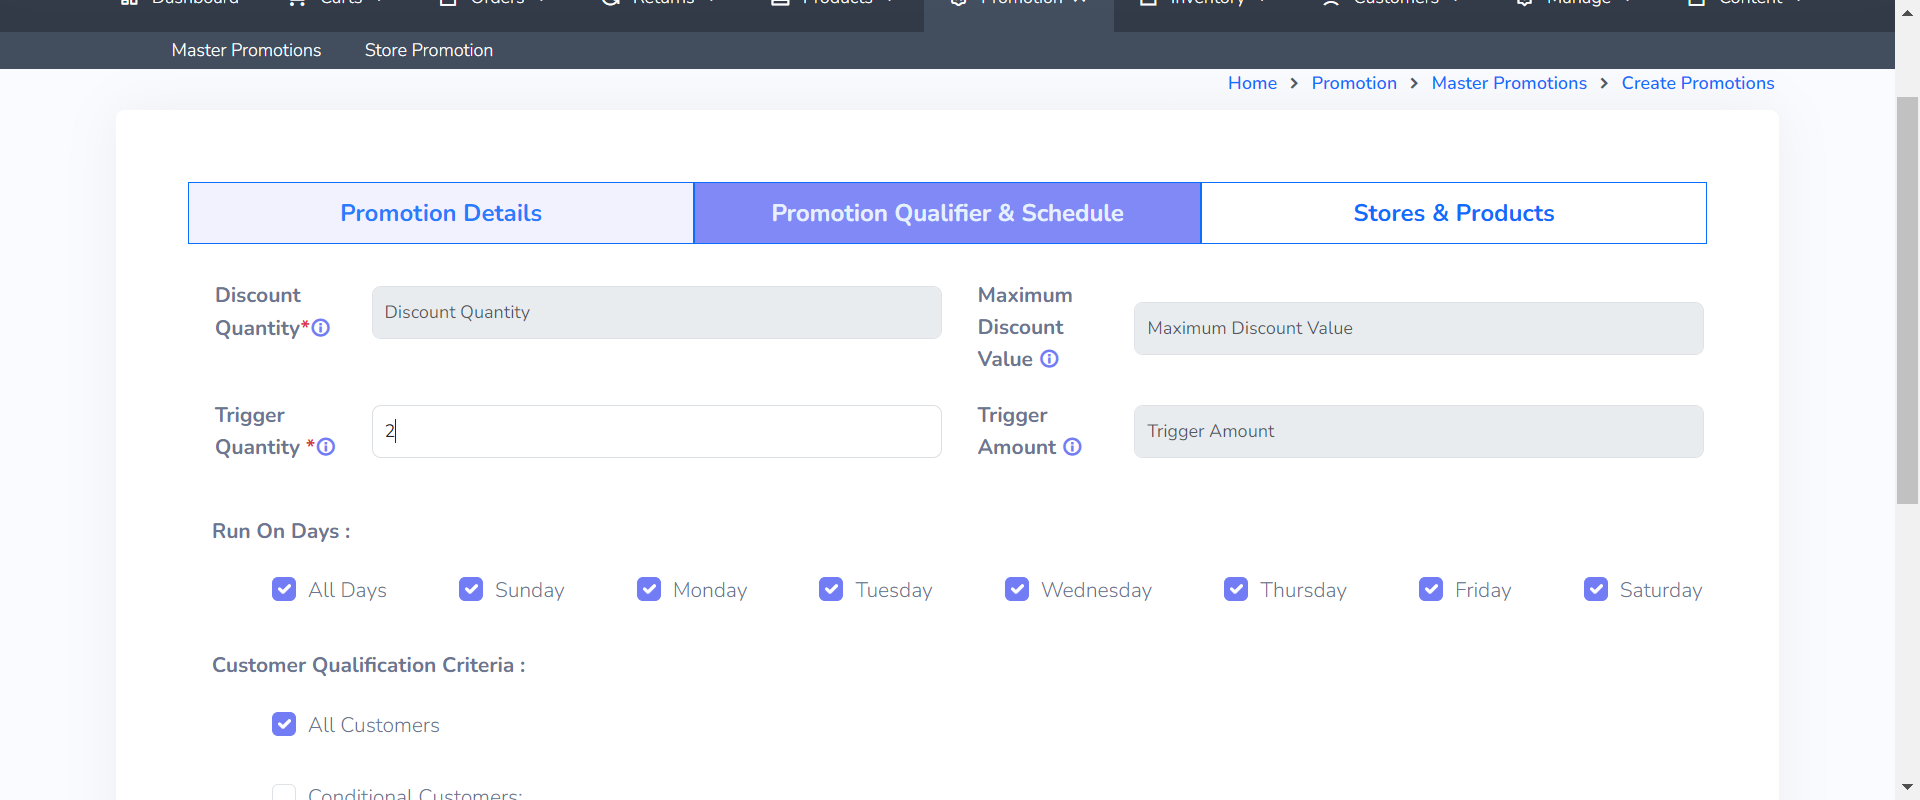 Dashboard Carts Orders Returns Products Promotion Inventory Customers Manage Content
Master Promotions Store Promotion
Home > Promotion > Master Promotions > Create Promotions
Promotion Details Promotion Qualifier & Schedule Stores & Products
Discount
Quantity*
Discount Quantity
Maximum
Discount
Value
Maximum Discount Value
Trigger
Quantity *
2
Trigger
Amount
Trigger Amount
Run On Days :
All Days Sunday Monday Tuesday Wednesday Thursday Friday Saturday
Customer Qualification Criteria :
All Customers
Conditional Customers: